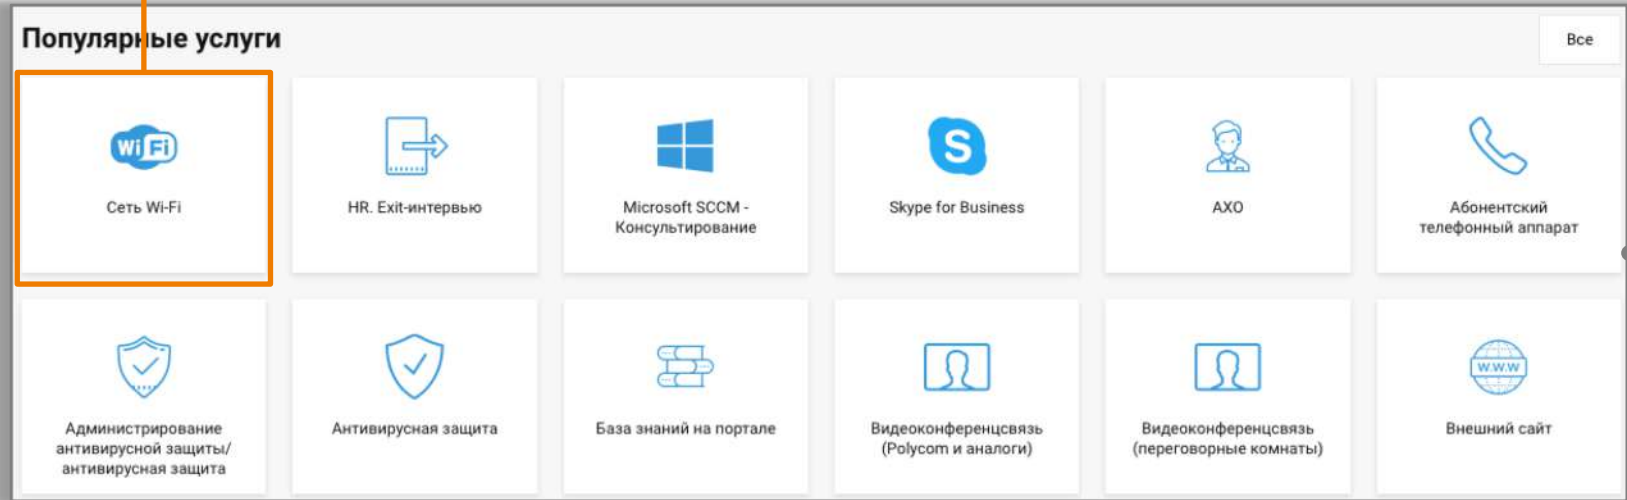 Популярные услуги
Все
Wi Fi
Сеть Wi-Fi
HR. Exit-интервью
Microsoft SCCM -
Консультирование
S
Skype for Business
АХО
Абонентский
телефонный аппарат
Администрирование
антивирусной защиты/
антивирусная защита
Антивирусная защита
База знаний на портале
Видеоконференцсвязь
(Polycom и аналоги)
Видеоконференцсвязь
(переговорные комнаты)
www
Внешний сайт